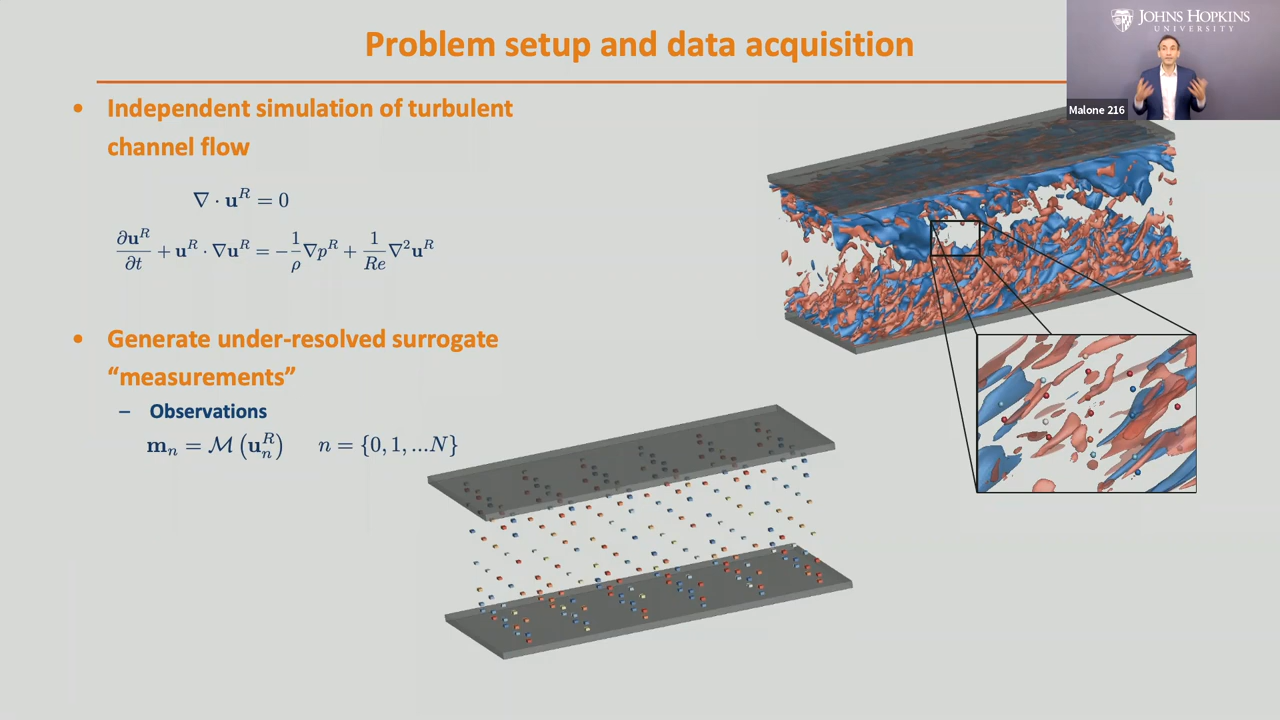 Problem setup and data acquisition
JOHNS HOPKINS
UNIVERSITY
Malone 216
• Independent simulation of turbulent
channel flow
∇ · u^R = 0
∂u^R/∂t + u^R · ∇u^R = −1/ρ ∇p^R + 1/Re ∇²u^R
• Generate under-resolved surrogate
“measurements”
– Observations
m_n = ℳ(u_n^R) n = {0, 1, ...N}